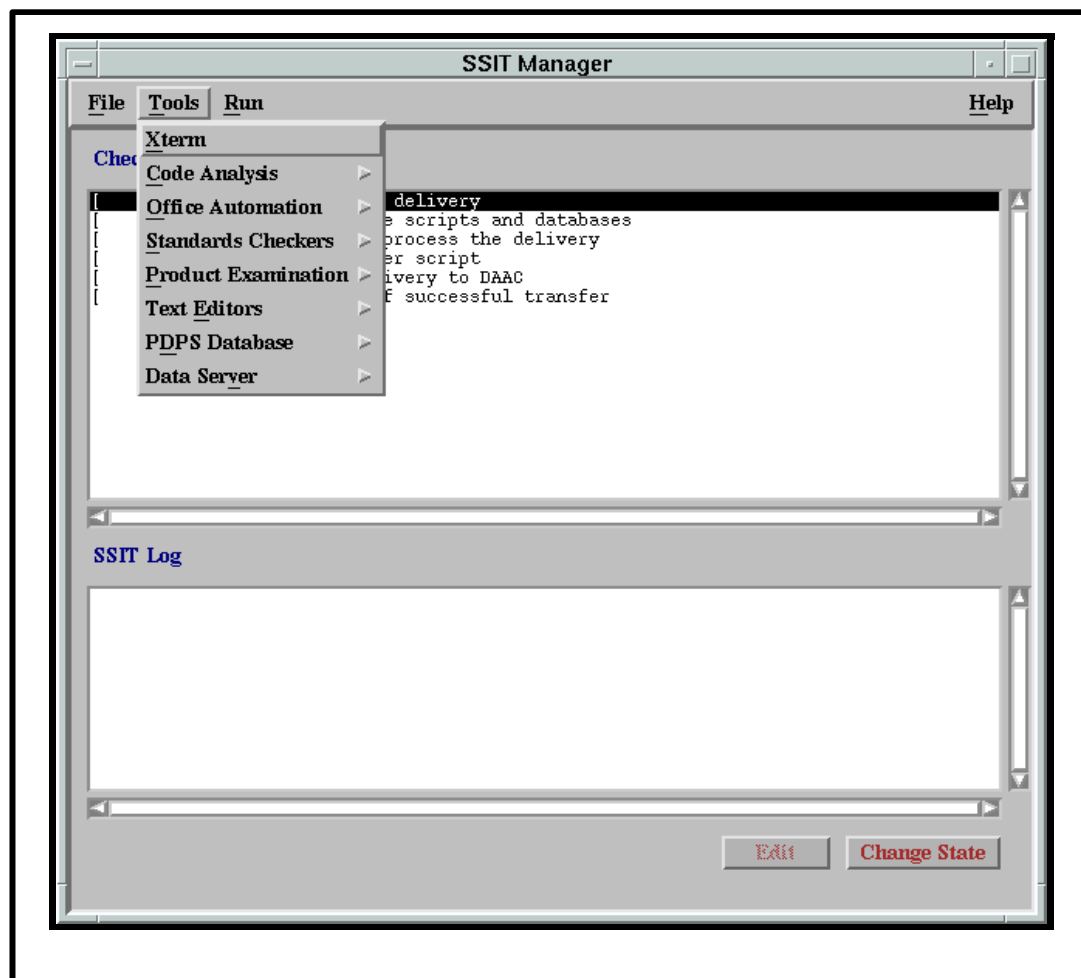 SSIT Manager
File Tools Run Help
Xterm
Code Analysis
Office Automation
Standards Checkers
Product Examination
Text Editors
PDPS Database
Data Server
[ delivery
[ scripts and databases
[ process the delivery
[ script
[ to DAAC
[ successful transfer
SSIT Log
Edit Change State